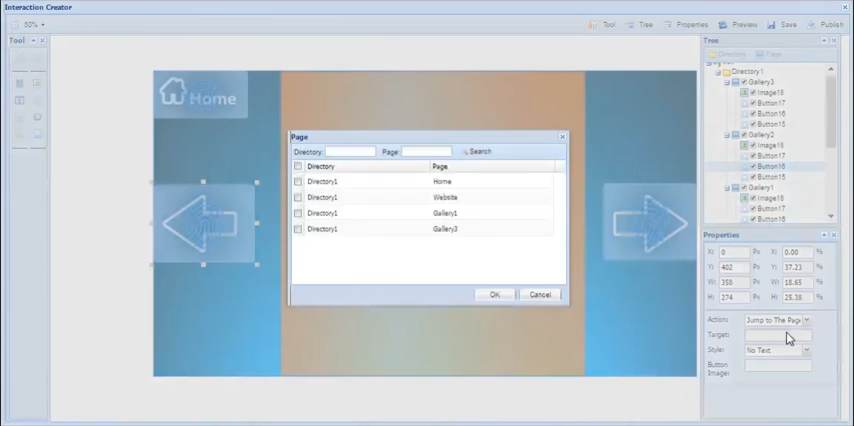 Interaction Creator
50%
Tool
Tree
Properties
Preview
Save
Publish
Tool
Home
Page
Directory:
Page:
Search
Directory
Page
Directory1
Home
Directory1
Website
Directory1
Gallery1
Directory1
Gallery3
OK
Cancel
Tree
Directory
Page
Directory1
Gallery3
Image18
Button17
Button16
Button15
Gallery2
Image18
Button17
Button16
Button15
Gallery1
Image18
Button17
Button16
Properties
X: 0 Px X: 0.00 %
Y: 402 Px Y: 37.23 %
W: 358 Px W: 18.65 %
H: 274 Px H: 25.38 %
Action: Jump to The Page
Target:
Style: No Text
Button
Image: